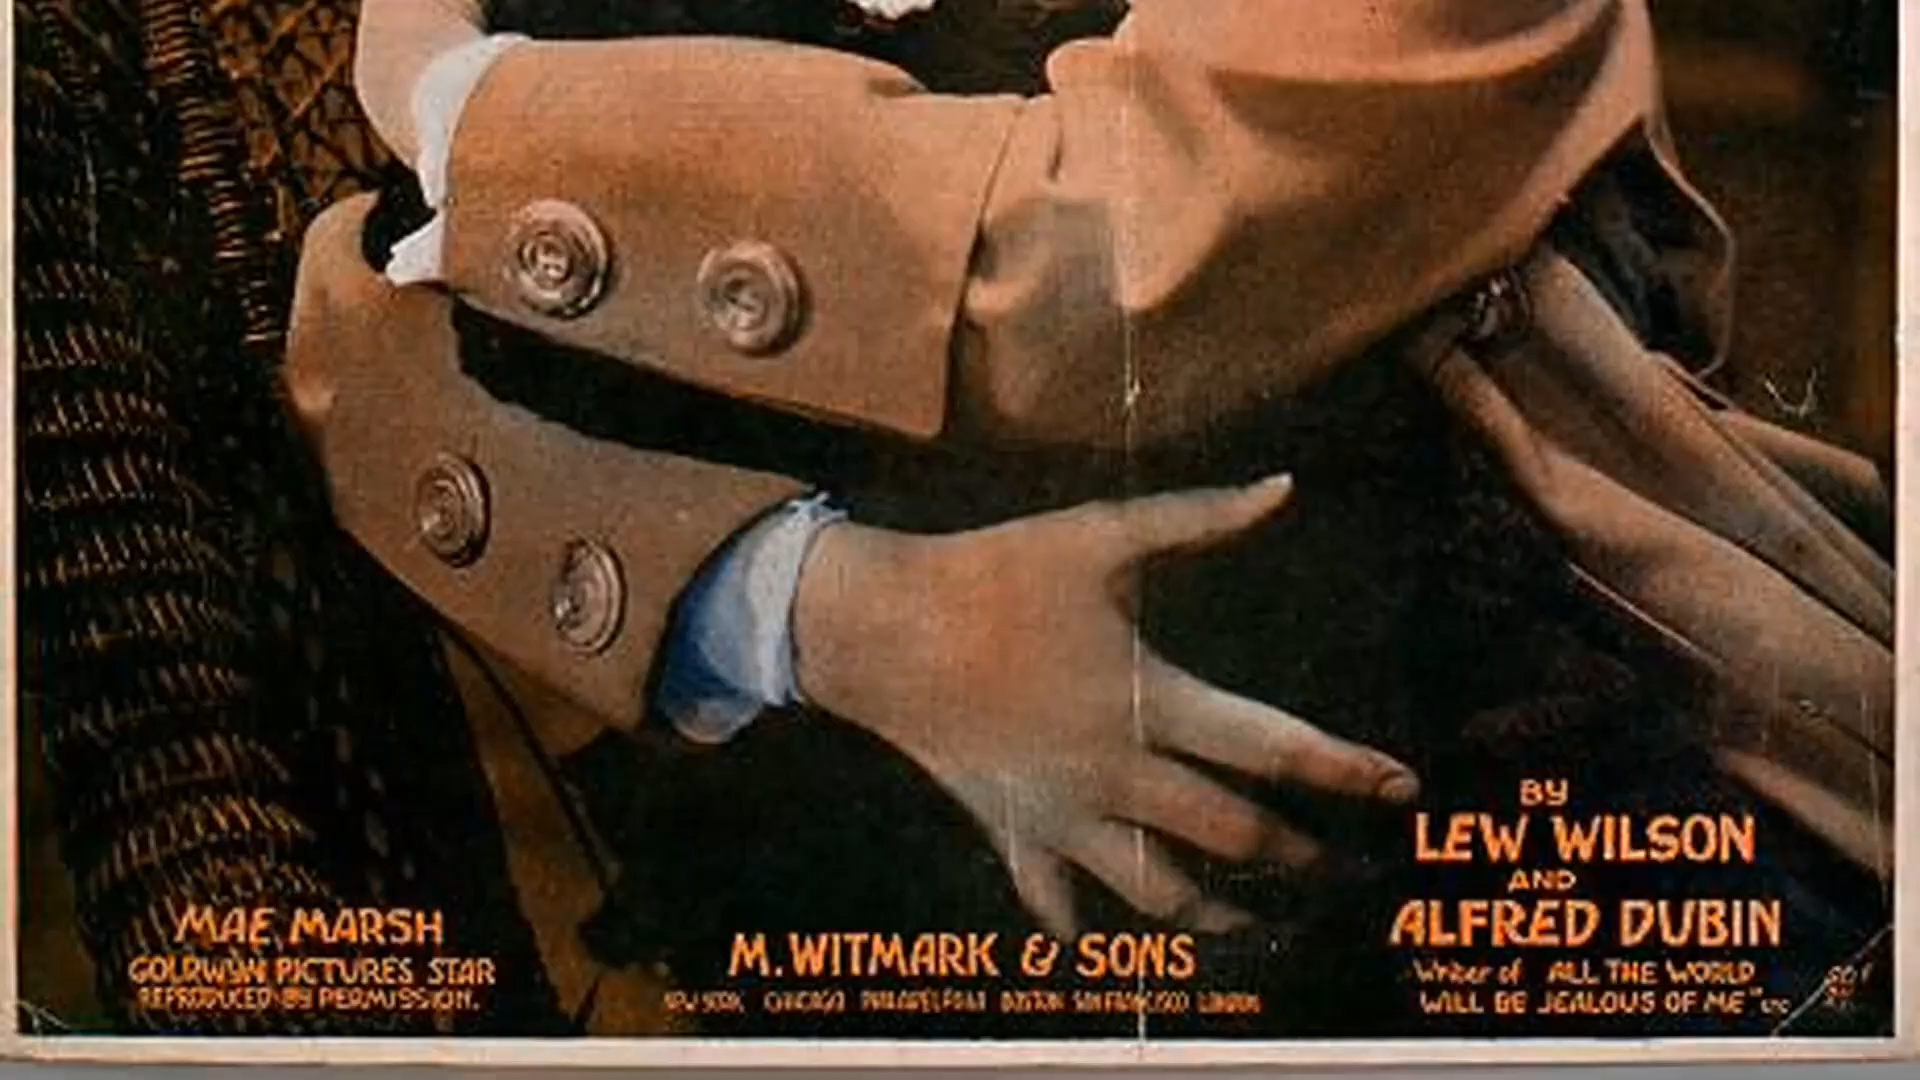 MAE MARSH
GOLDWYN PICTURES STAR
REPRODUCED BY PERMISSION.
M. WITMARK & SONS
NEW YORK CHICAGO PHILADELPHIA BOSTON SAN FRANCISCO LONDON
BY
LEW WILSON
AND
ALFRED DUBIN
Writer of ALL THE WORLD
WILL BE JEALOUS OF ME" etc